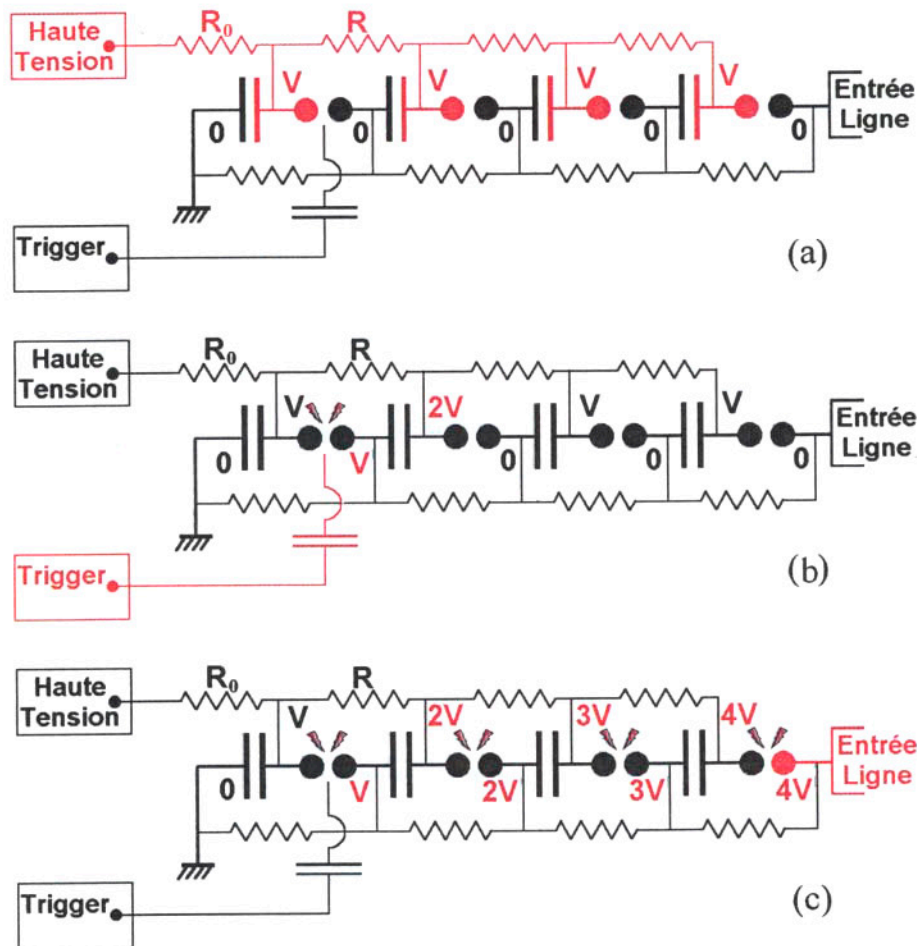 Haute
Tension
R₀
R
V
V
V
V
0
0
0
0
0
Entrée
Ligne
Trigger
(a)
Haute
Tension
R₀
R
V
2V
V
V
0
V
0
0
0
Entrée
Ligne
Trigger
(b)
Haute
Tension
R₀
R
V
2V
3V
4V
0
V
2V
3V
4V
Entrée
Ligne
Trigger
(c)